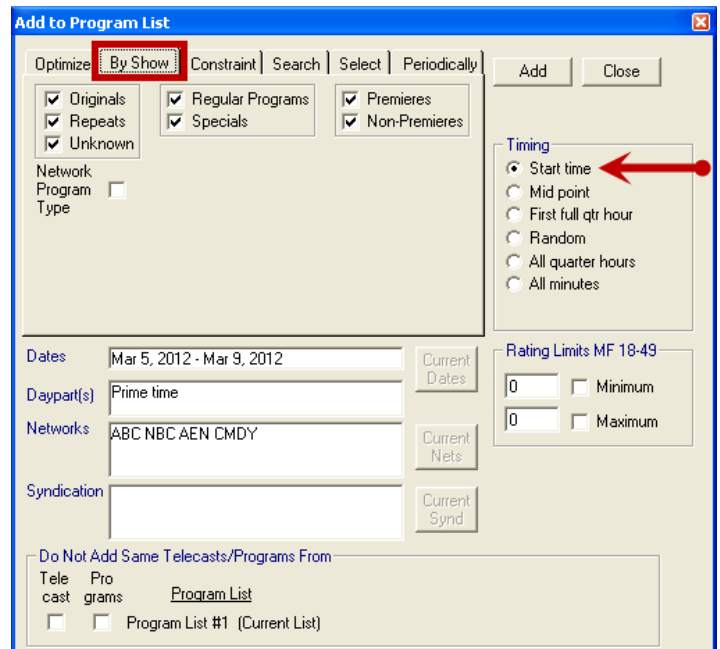 Add to Program List
Optimize By Show Constraint Search Select Periodically
Add Close
Originals
Repeats
Unknown
Regular Programs
Specials
Premieres
Non-Premieres
Network
Program
Type
Timing
Start time
Mid point
First full qtr hour
Random
All quarter hours
All minutes
Dates Mar 5, 2012 - Mar 9, 2012
Current
Dates
Daypart(s) Prime time
Networks ABC NBC AEN CMDY
Current
Nets
Syndication
Current
Synd
Rating Limits MF 18-49
0 Minimum
0 Maximum
Do Not Add Same Telecasts/Programs From
Tele Pro
cast grams Program List
Program List #1 (Current List)